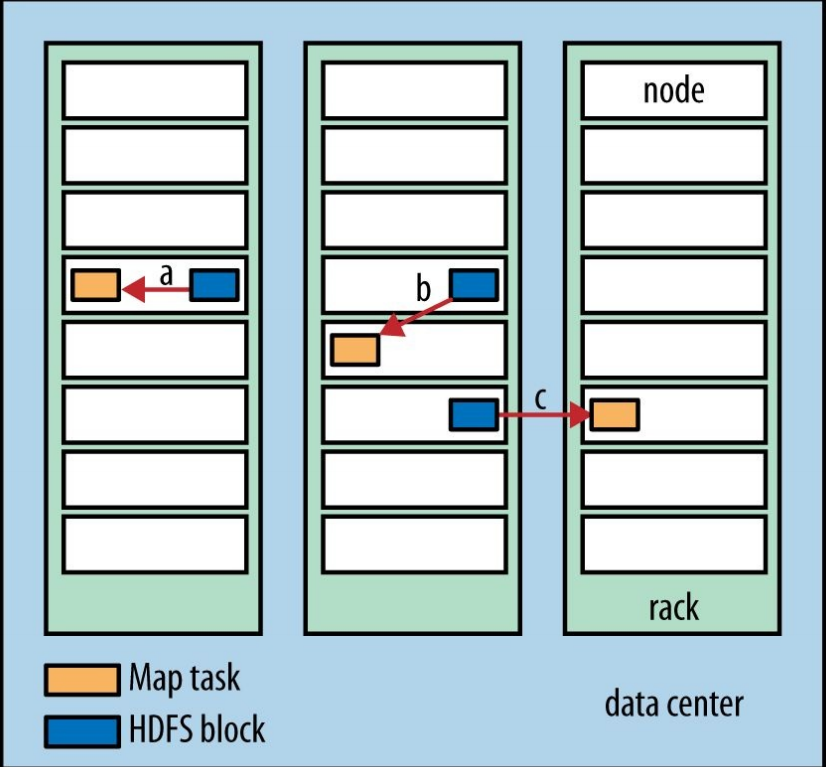 node
a
b
c
rack
Map task
data center
HDFS block